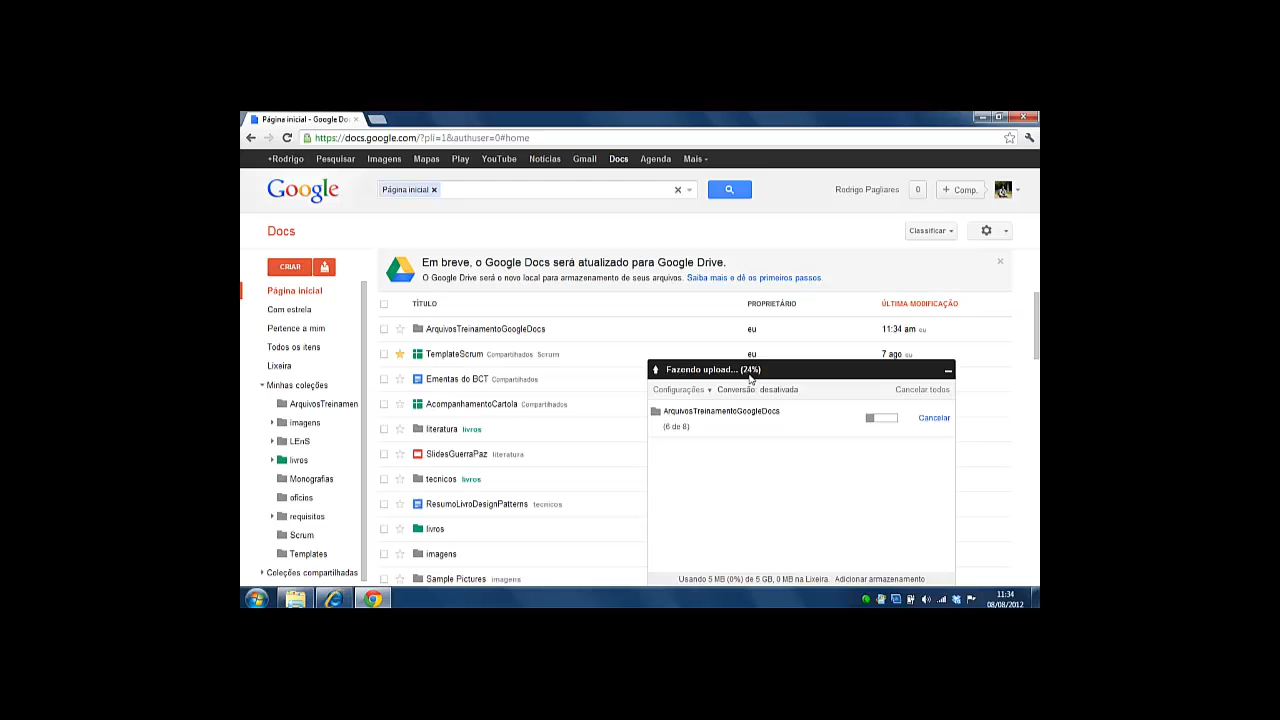 Página inicial - Google Do
https://docs.google.com/?pli=1&authuser=0#home
+Rodrigo Pesquisar Imagens Mapas Play YouTube Notícias Gmail Docs Agenda Mais
Google
Página inicial
Rodrigo Pagliares 0 + Comp.
Docs
Classificar
CRIAR
Em breve, o Google Docs será atualizado para Google Drive.
O Google Drive será o novo local para armazenamento de seus arquivos. Saiba mais e dê os primeiros passos.
Página inicial
Com estrela
Pertence a mim
Todos os itens
Lixeira
Minhas coleções
ArquivosTreinamen
imagens
LEnS
livros
Monografias
ofícios
requisitos
Scrum
Templates
Coleções compartilhadas
TÍTULO PROPRIETÁRIO ÚLTIMA MODIFICAÇÃO
ArquivosTreinamentoGoogleDocs eu 11:34 am eu
TemplateScrum Compartilhados Scrum eu 7 ago eu
Ementas do BCT Compartilhados
AcompanhamentoCartola Compartilhados
literatura livros
SlidesGuerraPaz literatura
tecnicos livros
ResumoLivroDesignPatterns tecnicos
livros
imagens
Sample Pictures imagens
Fazendo upload... (24%)
Configurações Conversão: desativada Cancelar todos
ArquivosTreinamentoGoogleDocs
(6 de 8)
Cancelar
Usando 5 MB (0%) de 5 GB, 0 MB na Lixeira. Adicionar armazenamento
11:34
08/08/2012